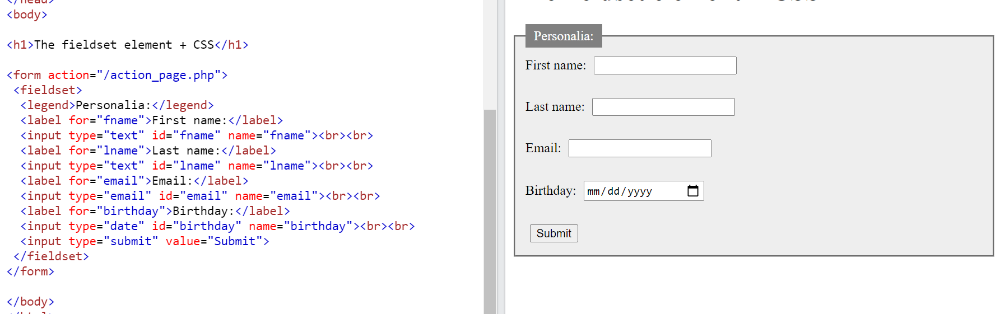 <body>
<h1>The fieldset element + CSS</h1>
<form action="/action_page.php">
<fieldset>
<legend>Personalia:</legend>
<label for="fname">First name:</label>
<input type="text" id="fname" name="fname"><br><br>
<label for="lname">Last name:</label>
<input type="text" id="lname" name="lname"><br><br>
<label for="email">Email:</label>
<input type="email" id="email" name="email"><br><br>
<label for="birthday">Birthday:</label>
<input type="date" id="birthday" name="birthday"><br><br>
<input type="submit" value="Submit">
</fieldset>
</form>
</body>
Personalia:
First name:
Last name:
Email:
Birthday: mm/dd/yyyy
Submit